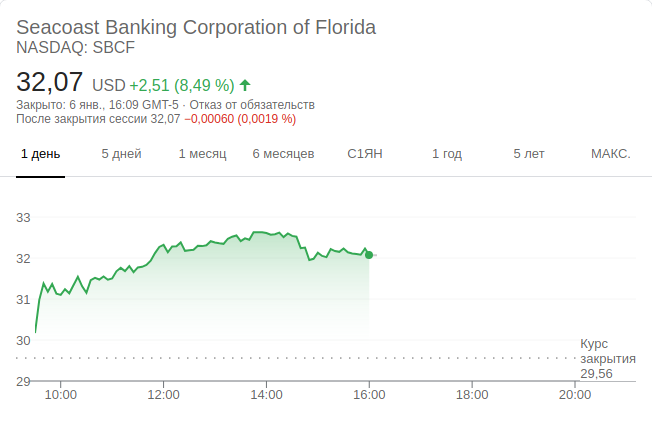 Seacoast Banking Corporation of Florida
NASDAQ: SBCF
32,07 USD +2,51 (8,49 %)
Закрыто: 6 янв., 16:09 GMT-5 · Отказ от обязательств
После закрытия сессии 32,07 −0,00060 (0,0019 %)
1 день 5 дней 1 месяц 6 месяцев С1ЯН 1 год 5 лет МАКС.
33
32
31
30
Курс
закрытия
29,56
29
10:00 12:00 14:00 16:00 18:00 20:00